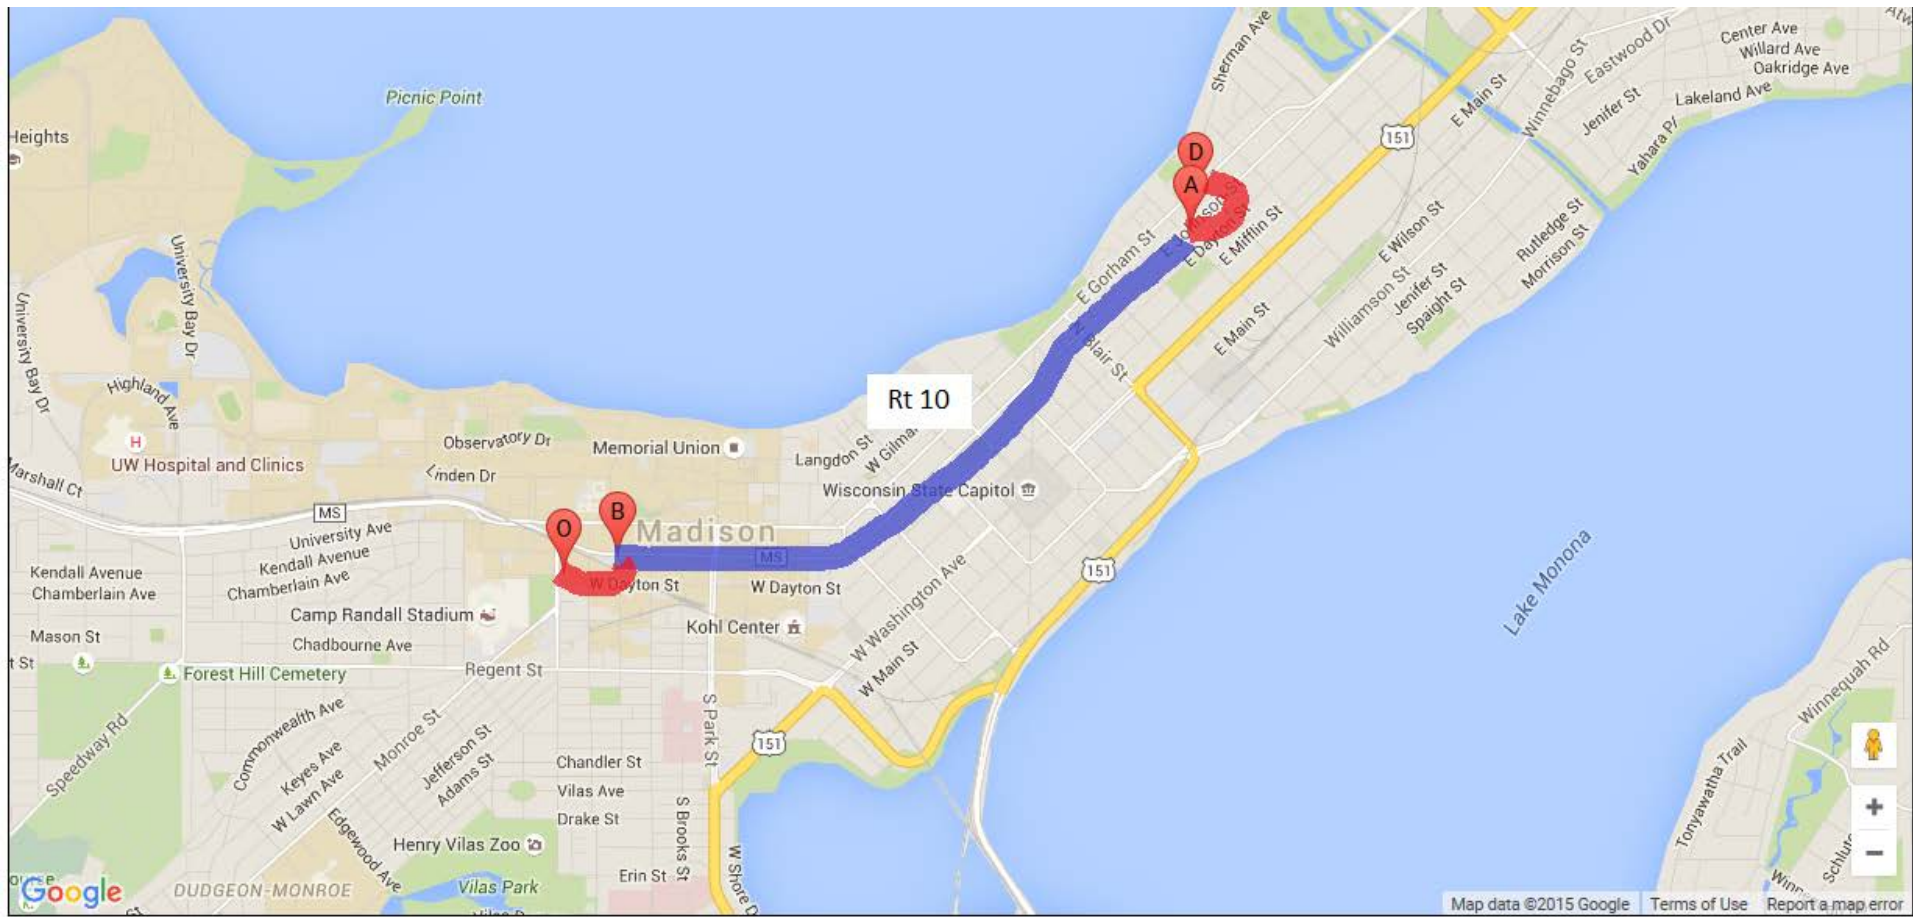 Picnic Point
Heights
Sherman Ave
Center Ave
Willard Ave
Oakridge Ave
Eastwood Dr
Winnebago St
E Main St
Lakeland Ave
Jenifer St
Yahara Pl
151
D
A
E Dayton St
E Mifflin St
E Gorham St
E Wilson St
Rutledge St
Morrison St
Jenifer St
Spaight St
Williamson St
E Main St
N Blair St
University Bay Dr
University Bay Dr
Highland Ave
Rt 10
H
UW Hospital and Clinics
Observatory Dr
Linden Dr
Memorial Union
Langdon St
Wisconsin State Capitol
Marshall Ct
MS
University Ave
Kendall Avenue
Chamberlain Ave
Kendall Avenue
Chamberlain Ave
O
B
Madison
MS
W Dayton St
W Dayton St
Camp Randall Stadium
Kohl Center
Chadbourne Ave
Mason St
t St
Forest Hill Cemetery
Regent St
W Washington Ave
W Main St
151
Lake Monona
Winnequah Rd
Tonyawatha Trail
Speedway Rd
Commonwealth Ave
Keyes Ave
W Lawn Ave
Monroe St
Jefferson St
Adams St
Edgewood Ave
S Park St
151
Chandler St
Vilas Ave
Drake St
S Brooks St
W Shore D
Henry Vilas Zoo
Erin St
Vilas Park
DUDGEON-MONROE
Google
+
−
Map data ©2015 Google
Terms of Use
Report a map error